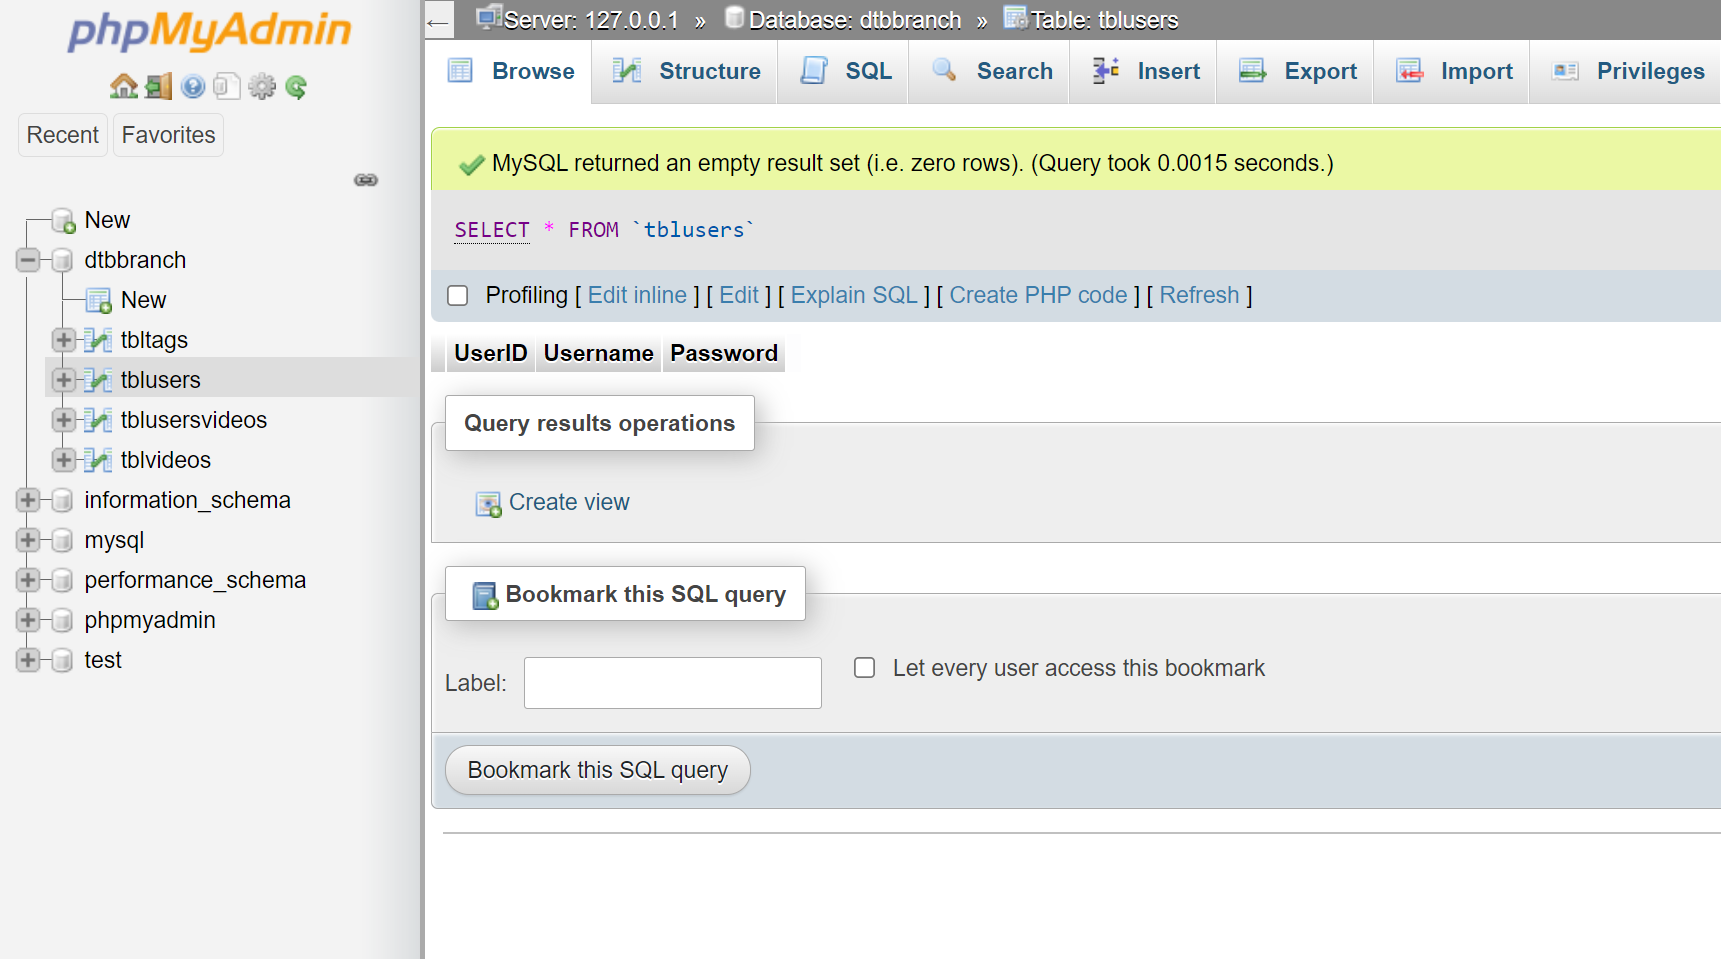 phpMyAdmin
Recent Favorites
New
dtbbranch
New
tbltags
tblusers
tblusersvideos
tblvideos
information_schema
mysql
performance_schema
phpmyadmin
test
← Server: 127.0.0.1 » Database: dtbbranch » Table: tblusers
Browse Structure SQL Search Insert Export Import Privileges
MySQL returned an empty result set (i.e. zero rows). (Query took 0.0015 seconds.)
SELECT * FROM `tblusers`
Profiling [ Edit inline ] [ Edit ] [ Explain SQL ] [ Create PHP code ] [ Refresh ]
UserID Username Password
Query results operations
Create view
Bookmark this SQL query
Label: Let every user access this bookmark
Bookmark this SQL query